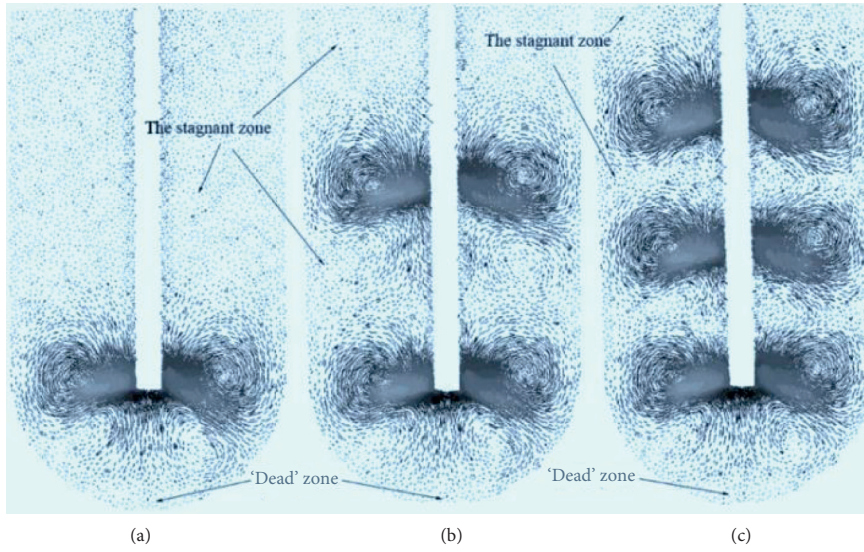 The stagnant zone
The stagnant zone
‘Dead’ zone
‘Dead’ zone
(a)
(b)
(c)